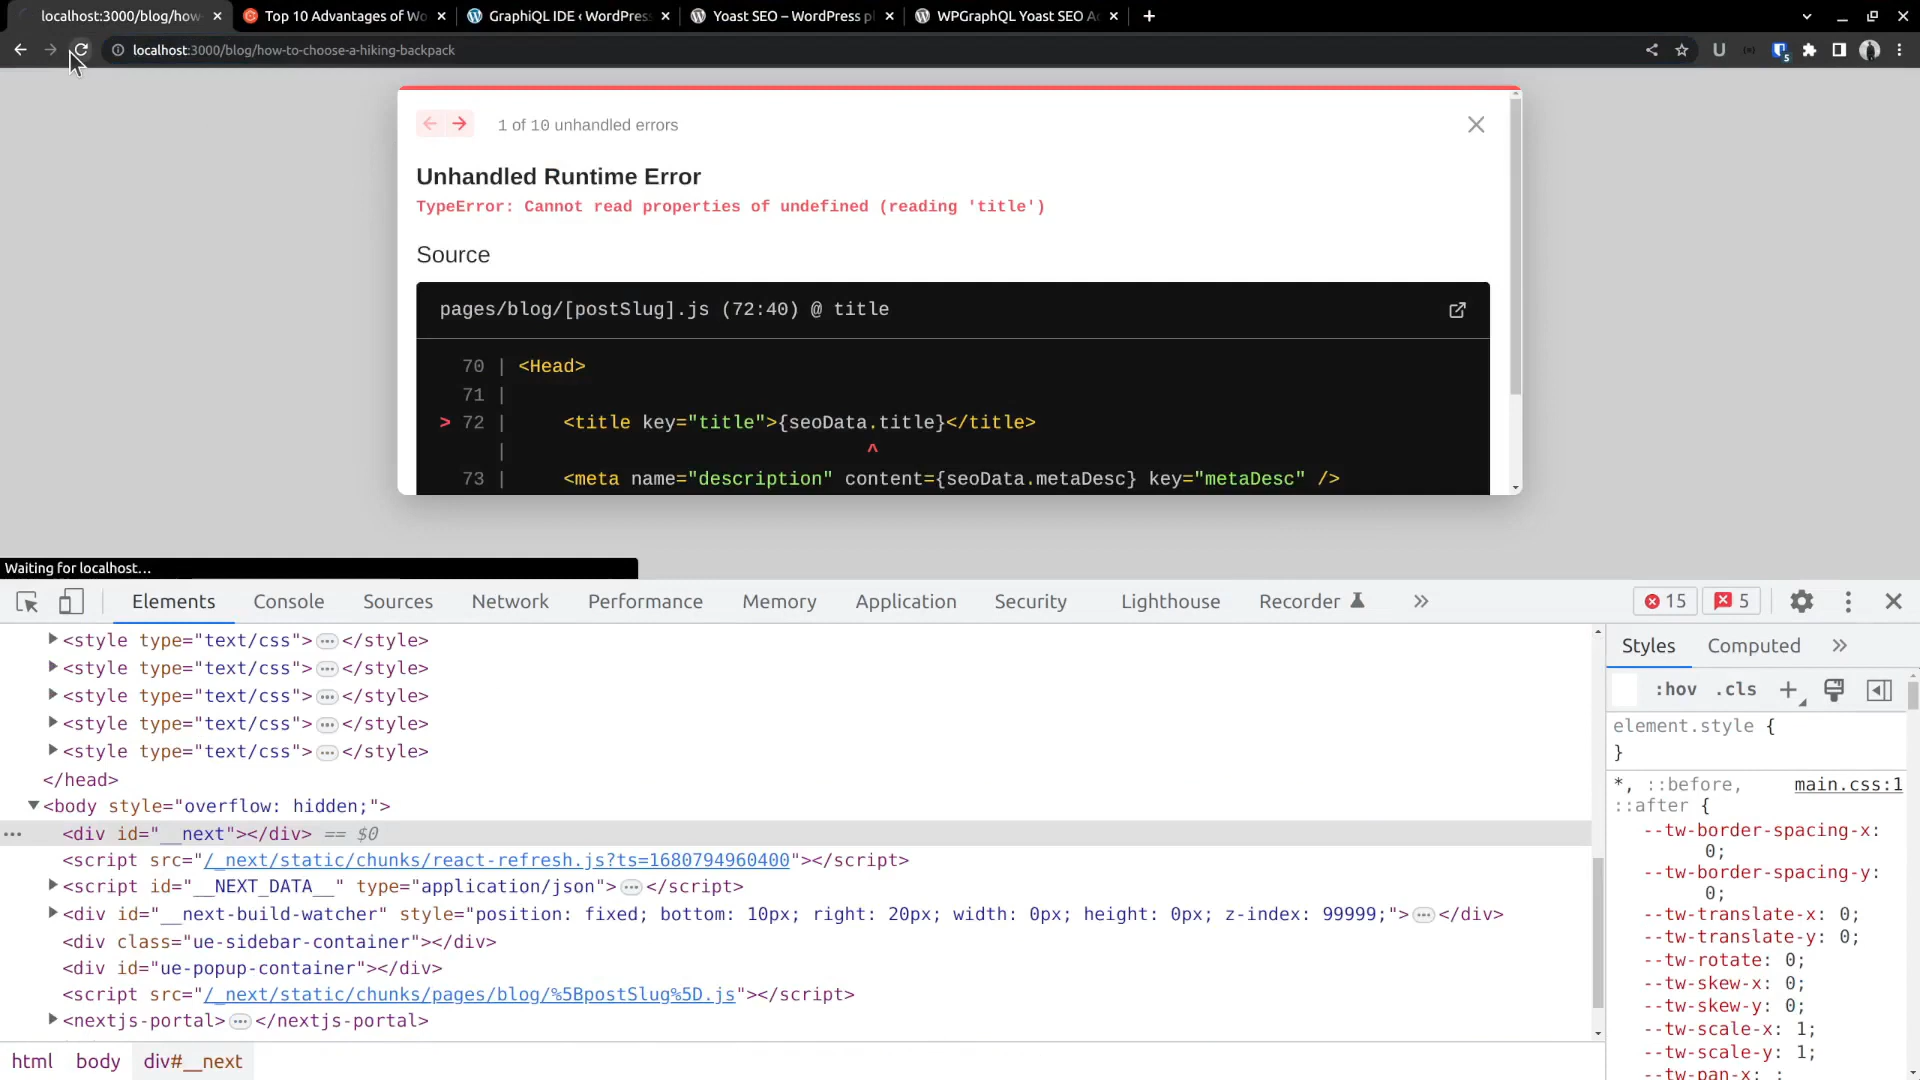 localhost:3000/blog/how-
Top 10 Advantages of Wo
GraphiQL IDE ‹ WordPress
Yoast SEO – WordPress pl
WPGraphQL Yoast SEO Ad
localhost:3000/blog/how-to-choose-a-hiking-backpack
1 of 10 unhandled errors
Unhandled Runtime Error
TypeError: Cannot read properties of undefined (reading 'title')
Source
pages/blog/[postSlug].js (72:40) @ title
70 | <Head>
71 |
> 72 | <title key="title">{seoData.title}</title>
| ^
73 | <meta name="description" content={seoData.metaDesc} key="metaDesc" />
Waiting for localhost...
Elements Console Sources Network Performance Memory Application Security Lighthouse Recorder 15 5
<style type="text/css">…</style>
<style type="text/css">…</style>
<style type="text/css">…</style>
<style type="text/css">…</style>
<style type="text/css">…</style>
</head>
<body style="overflow: hidden;">
<div id="__next"></div> == $0
<script src="/_next/static/chunks/react-refresh.js?ts=1680794960400"></script>
<script id="__NEXT_DATA__" type="application/json">…</script>
<div id="__next-build-watcher" style="position: fixed; bottom: 10px; right: 20px; width: 0px; height: 0px; z-index: 99999;">…</div>
<div class="ue-sidebar-container"></div>
<div id="ue-popup-container"></div>
<script src="/_next/static/chunks/pages/blog/%5BpostSlug%5D.js"></script>
<nextjs-portal>…</nextjs-portal>
html body div#__next
Styles Computed
:hov .cls
element.style {
}
*, ::before, main.css:1
::after {
--tw-border-spacing-x:
0;
--tw-border-spacing-y:
0;
--tw-translate-x: 0;
--tw-translate-y: 0;
--tw-rotate: 0;
--tw-skew-x: 0;
--tw-skew-y: 0;
--tw-scale-x: 1;
--tw-scale-y: 1;
--tw-pan-x: ;